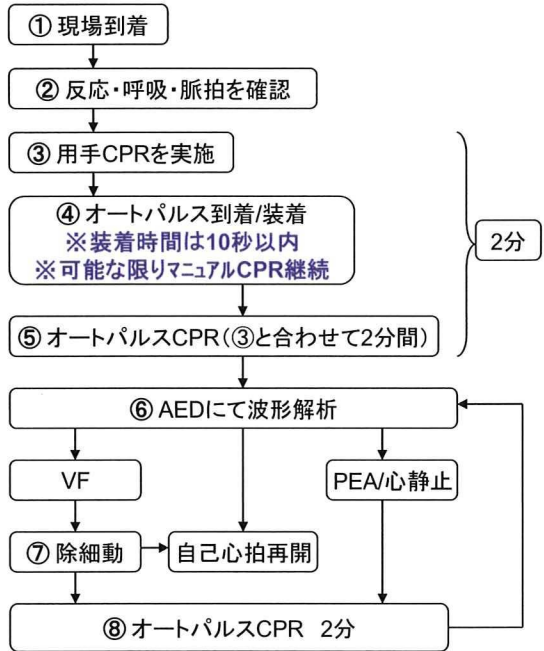 ① 現場到着
② 反応・呼吸・脈拍を確認
③ 用手CPRを実施
④ オートパルス到着/装着
※装着時間は10秒以内
※可能な限りマニュアルCPR継続
2分
⑤ オートパルスCPR(③と合わせて2分間)
⑥ AEDにて波形解析
VF
PEA/心静止
⑦ 除細動
自己心拍再開
⑧ オートパルスCPR 2分